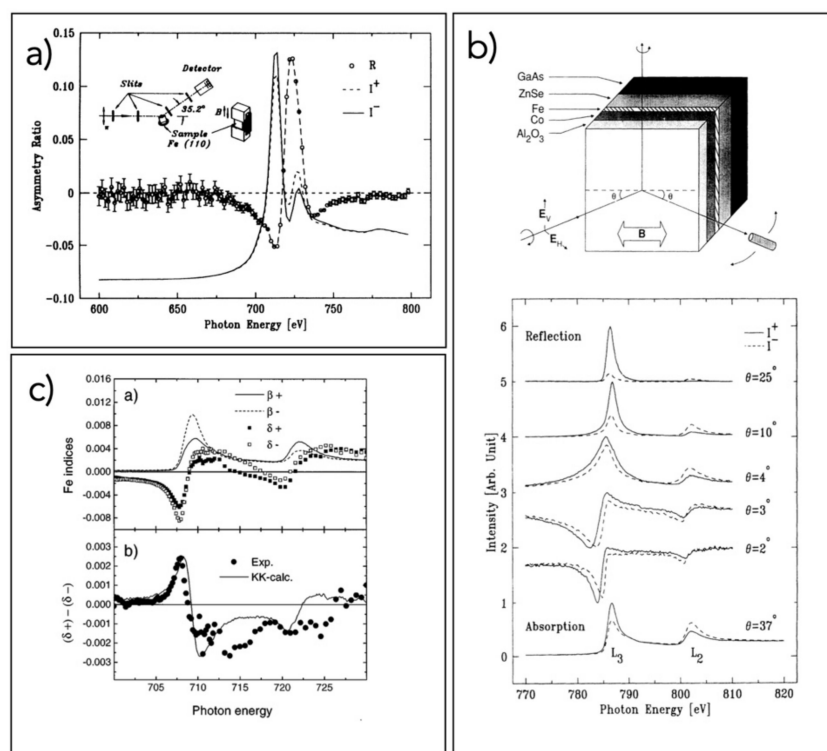 a)
0.15
0.10
0.05
0
-0.05
-0.10
Asymmetry Ratio
Slits
Detector
35.2°
B
Sample
Fe (110)
R
I+
I−
600
650
700
750
800
Photon Energy [eV]
b)
GaAs
ZnSe
Fe
Co
Al2O3
θ
θ
EV
EH
B
6
5
4
3
2
1
0
Intensity [Arb. Unit]
Reflection
I+
I−
θ=25°
θ=10°
θ=4°
θ=3°
θ=2°
Absorption
θ=37°
L3
L2
770
780
790
800
810
820
Photon Energy [eV]
c)
a)
0.016
0.012
0.008
0.004
0.000
-0.004
-0.008
Fe indices
β +
β -
δ +
δ -
b)
0.003
0.002
0.001
0.000
-0.001
-0.002
-0.003
(δ+) − (δ−)
Exp.
KK-calc.
705
710
715
720
725
Photon energy